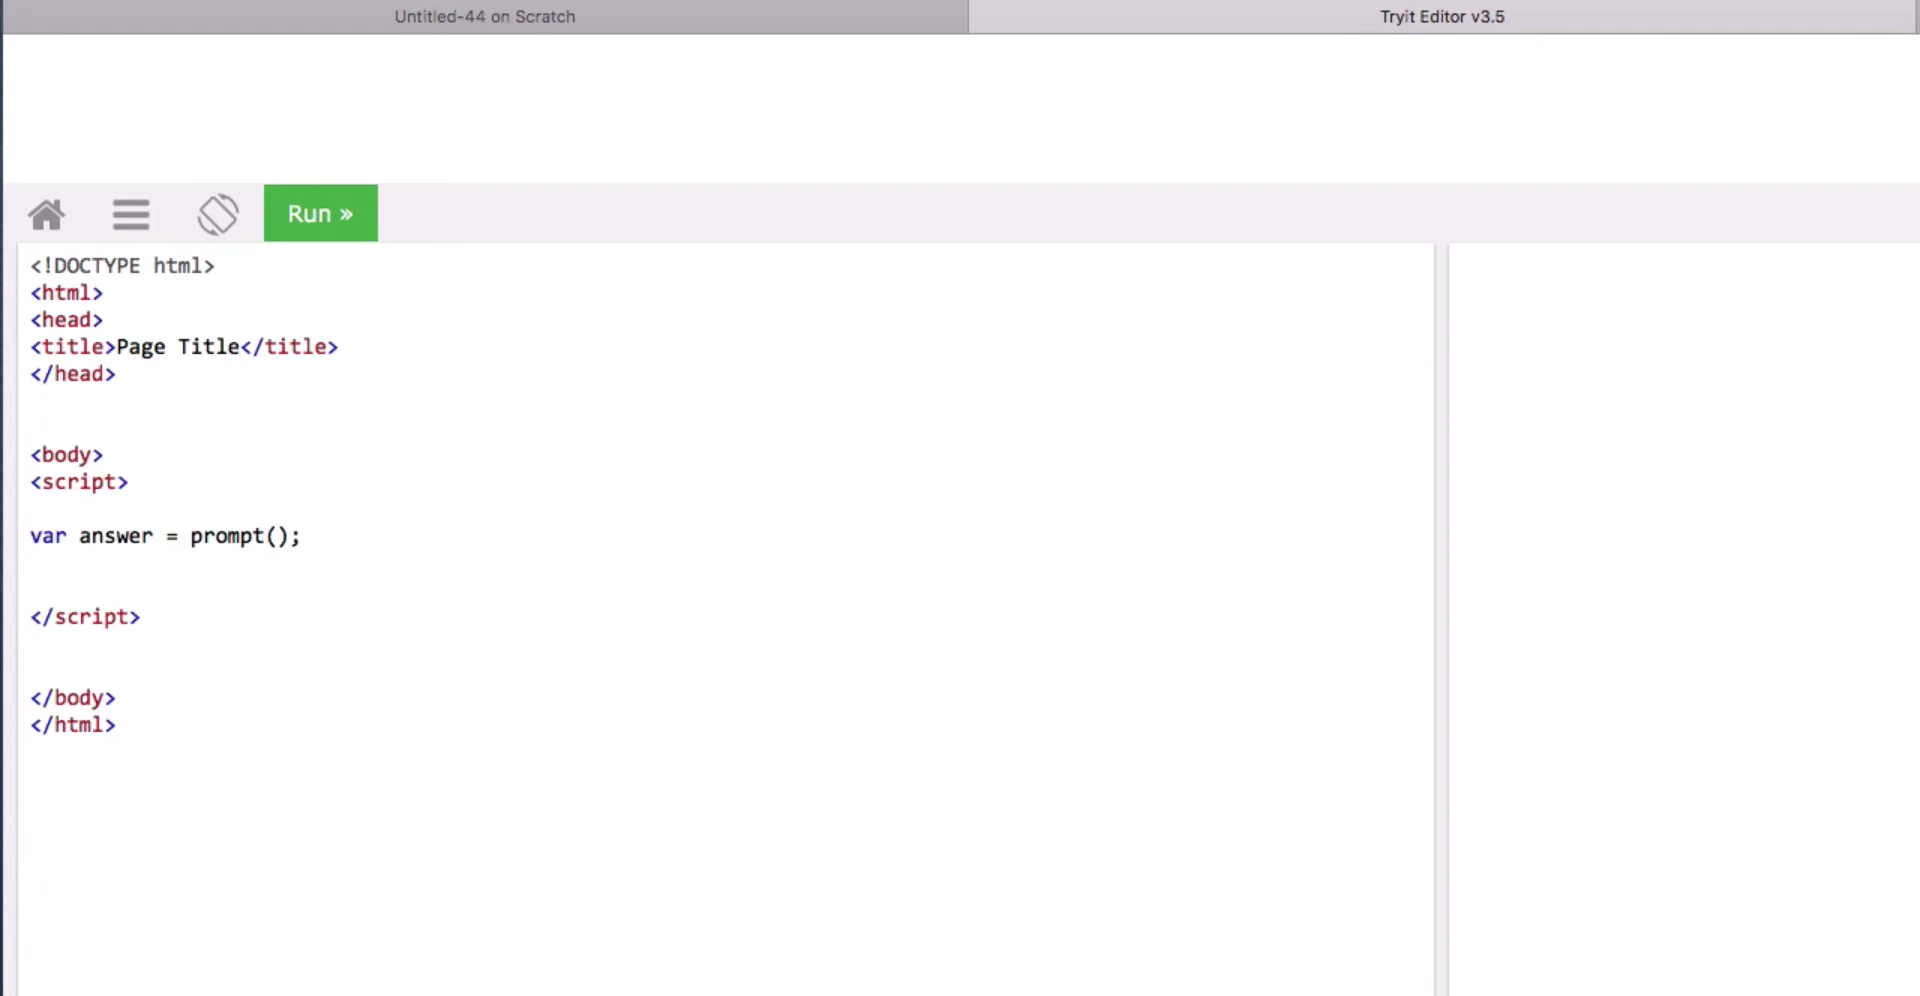 Untitled-44 on Scratch
Tryit Editor v3.5
Run »
<!DOCTYPE html>
<html>
<head>
<title>Page Title</title>
</head>
<body>
<script>
var answer = prompt();
</script>
</body>
</html>